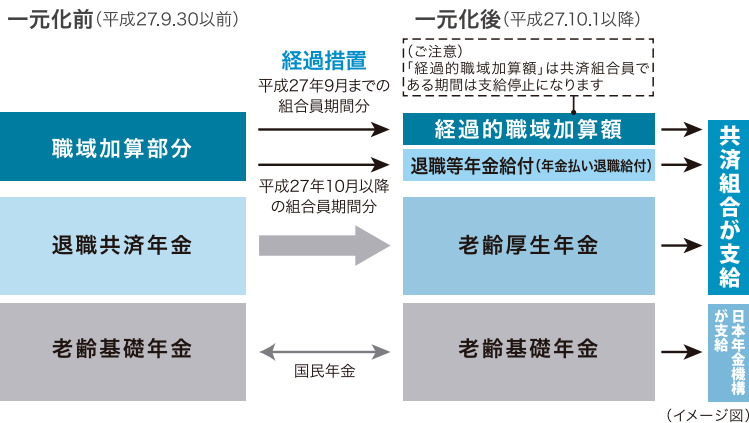 一元化前(平成27.9.30以前)
一元化後(平成27.10.1以降)
(ご注意)
「経過的職域加算額」は共済組合員で
ある期間は支給停止になります
経過措置
平成27年9月までの
組合員期間分
職域加算部分
経過的職域加算額
退職等年金給付(年金払い退職給付)
平成27年10月以降
の組合員期間分
退職共済年金
老齢厚生年金
共済組合が支給
老齢基礎年金
国民年金
老齢基礎年金
日本年金機構
が支給
(イメージ図)